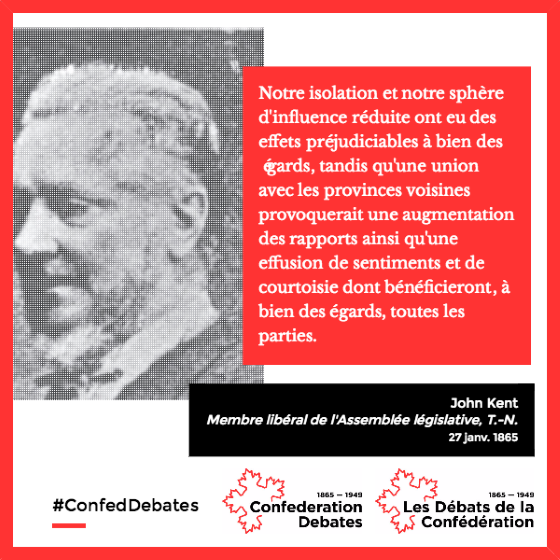 Notre isolation et notre sphère
d'influence réduite ont eu des
effets préjudiciables à bien des
égards, tandis qu'une union
avec les provinces voisines
provoquerait une augmentation
des rapports ainsi qu'une
effusion de sentiments et de
courtoisie dont bénéficieront, à
bien des égards, toutes les
parties.
John Kent
Membre libéral de l'Assemblée législative, T.-N.
27 janv. 1865
#ConfedDebates
1865 — 1949
Confederation
Debates
1865 — 1949
Les Débats de la
Confédération